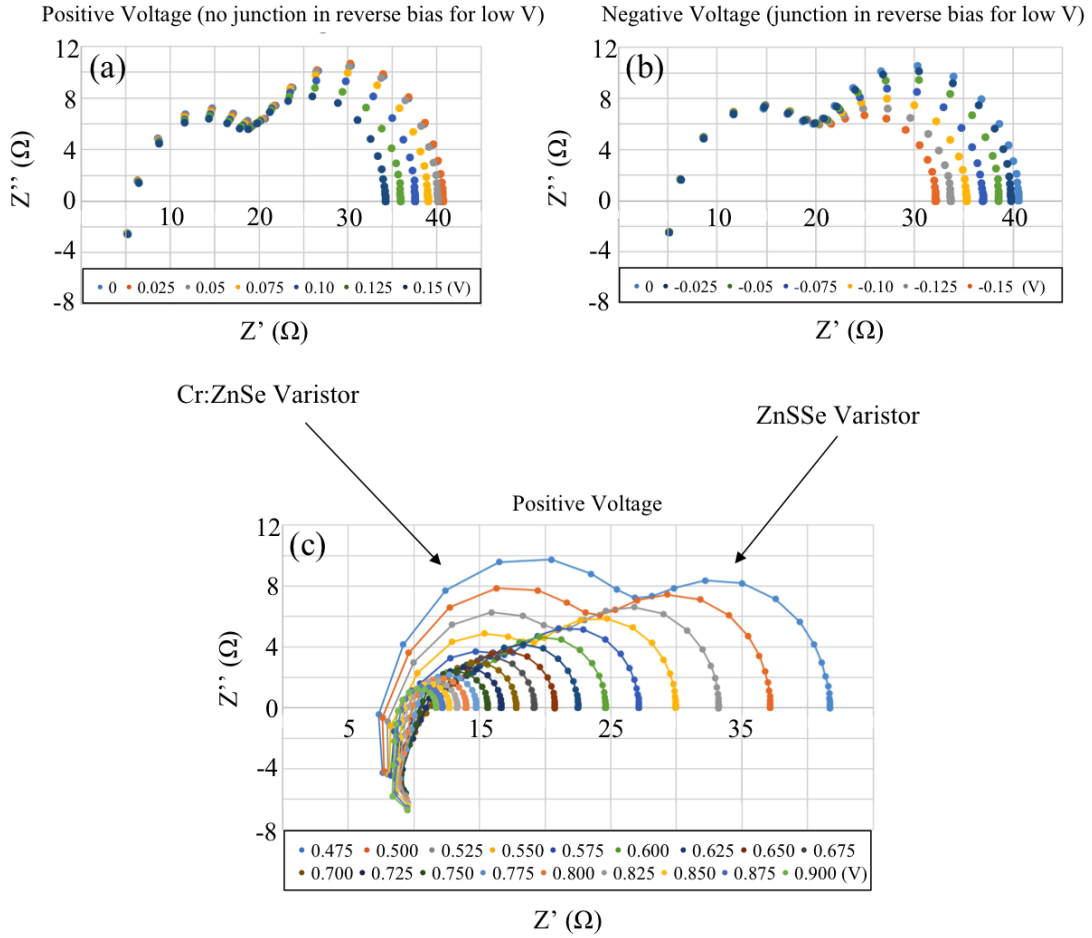 Positive Voltage (no junction in reverse bias for low V)
Negative Voltage (junction in reverse bias for low V)
(a)
12
8
4
0
-4
-8
10
20
30
40
Z’’ (Ω)
0 0.025 0.05 0.075 0.10 0.125 0.15 (V)
Z’ (Ω)
(b)
12
8
4
0
-4
-8
10
20
30
40
Z’’ (Ω)
0 -0.025 -0.05 -0.075 -0.10 -0.125 -0.15 (V)
Z’ (Ω)
Cr:ZnSe Varistor
ZnSSe Varistor
Positive Voltage
(c)
12
8
4
0
-4
-8
5
15
25
35
Z’’ (Ω)
0.475 0.500 0.525 0.550 0.575 0.600 0.625 0.650 0.675
0.700 0.725 0.750 0.775 0.800 0.825 0.850 0.875 0.900 (V)
Z’ (Ω)